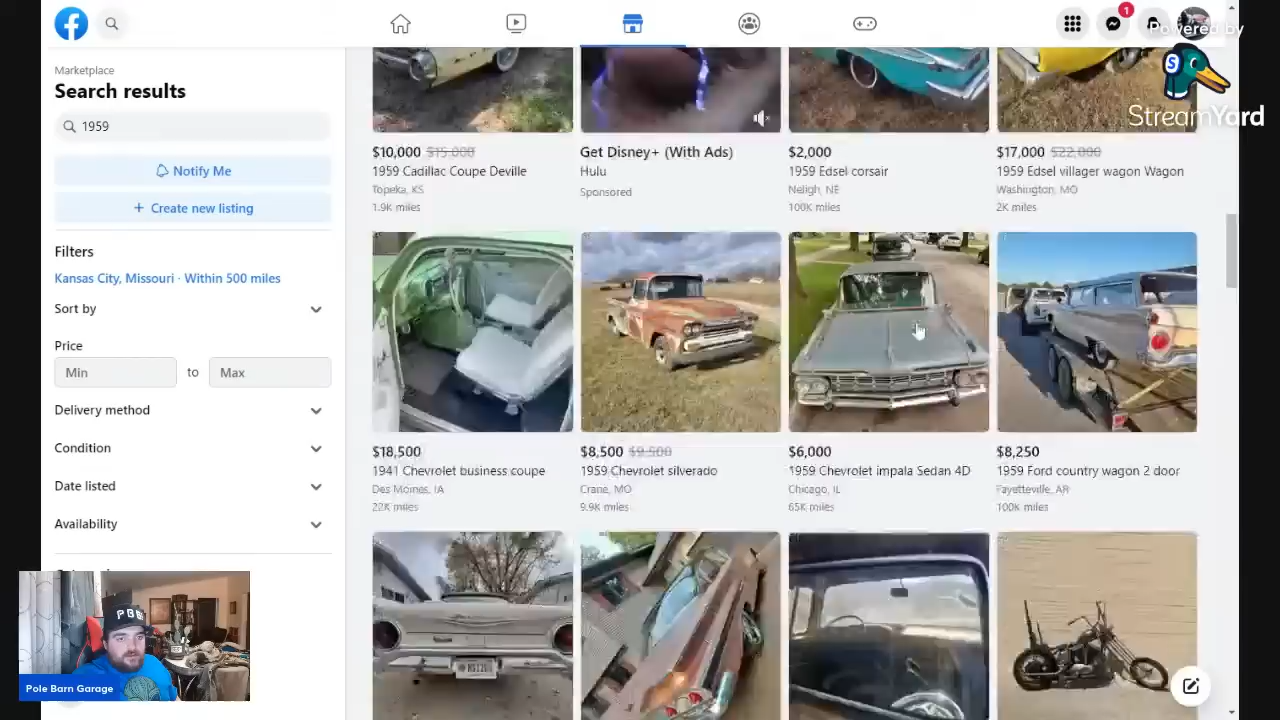 1
Powered by
StreamYard
Marketplace
Search results
1959
Notify Me
+ Create new listing
Filters
Kansas City, Missouri · Within 500 miles
Sort by
Price
Min to Max
Delivery method
Condition
Date listed
Availability
$10,000 $15,000
1959 Cadillac Coupe Deville
Topeka, KS
1.9K miles
Get Disney+ (With Ads)
Hulu
Sponsored
$2,000
1959 Edsel corsair
Neligh, NE
100K miles
$17,000 $22,000
1959 Edsel villager wagon Wagon
Washington, MO
2K miles
$18,500
1941 Chevrolet business coupe
Des Moines, IA
22K miles
$8,500 $9,500
1959 Chevrolet silverado
Crane, MO
9.9K miles
$6,000
1959 Chevrolet impala Sedan 4D
Chicago, IL
65K miles
$8,250
1959 Ford country wagon 2 door
Fayetteville, AR
100K miles
PBG
Pole Barn Garage